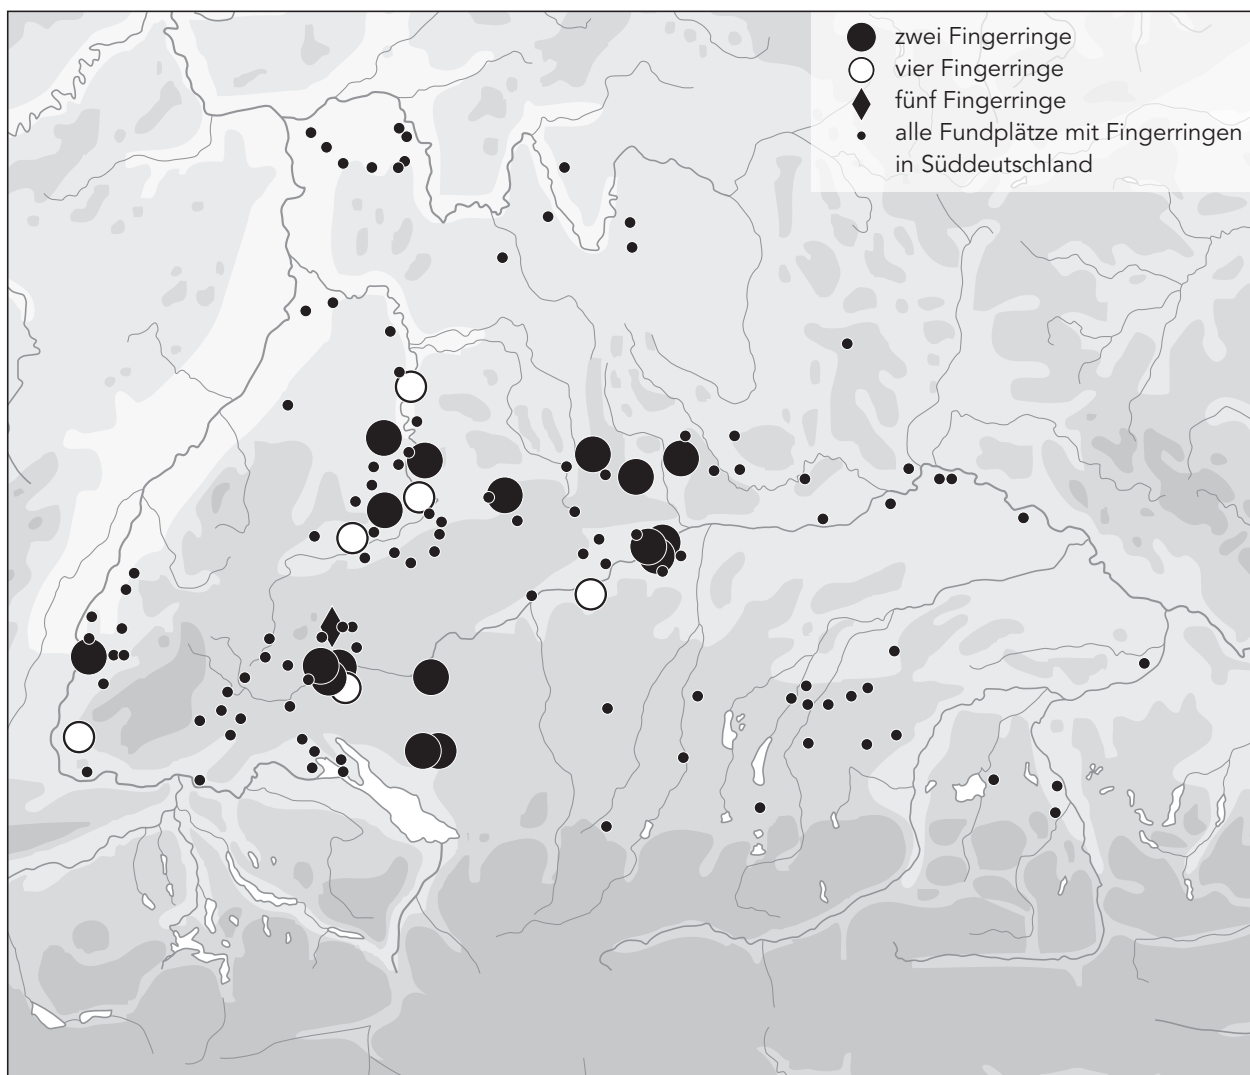 zwei Fingerringe
vier Fingerringe
fünf Fingerringe
alle Fundplätze mit Fingerringen
in Süddeutschland